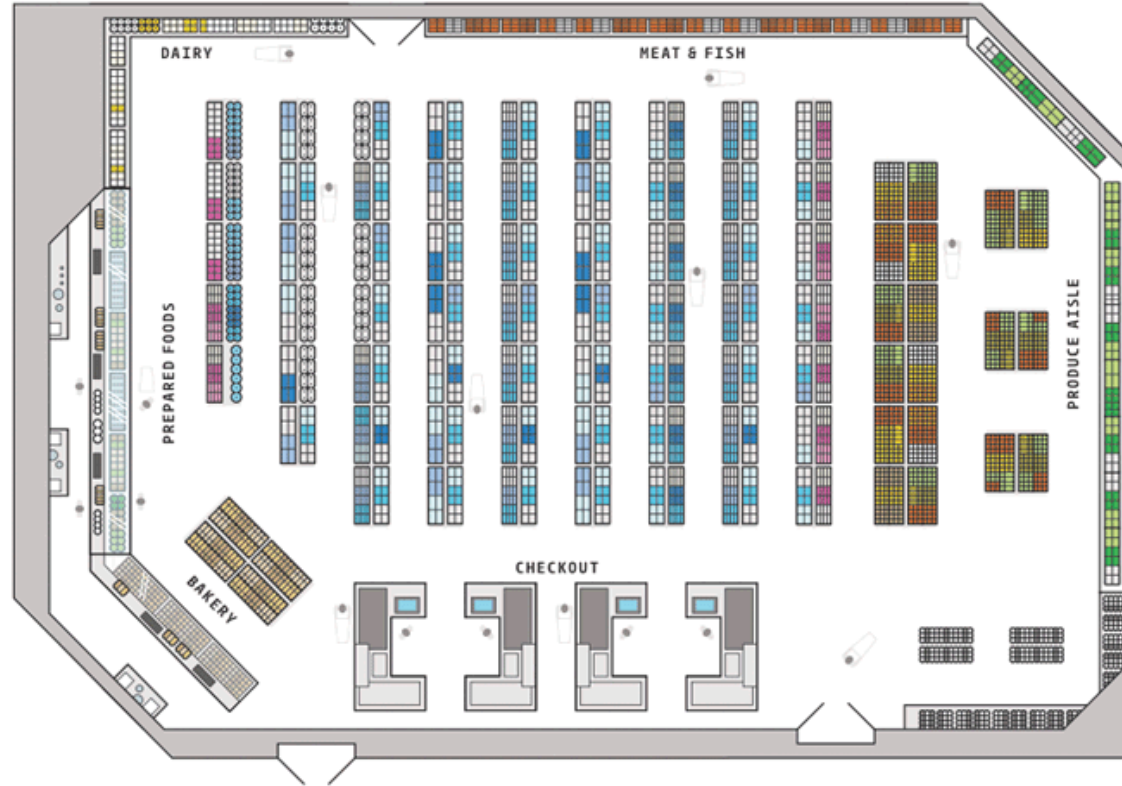 DAIRY
MEAT & FISH
PREPARED FOODS
PRODUCE AISLE
BAKERY
CHECKOUT